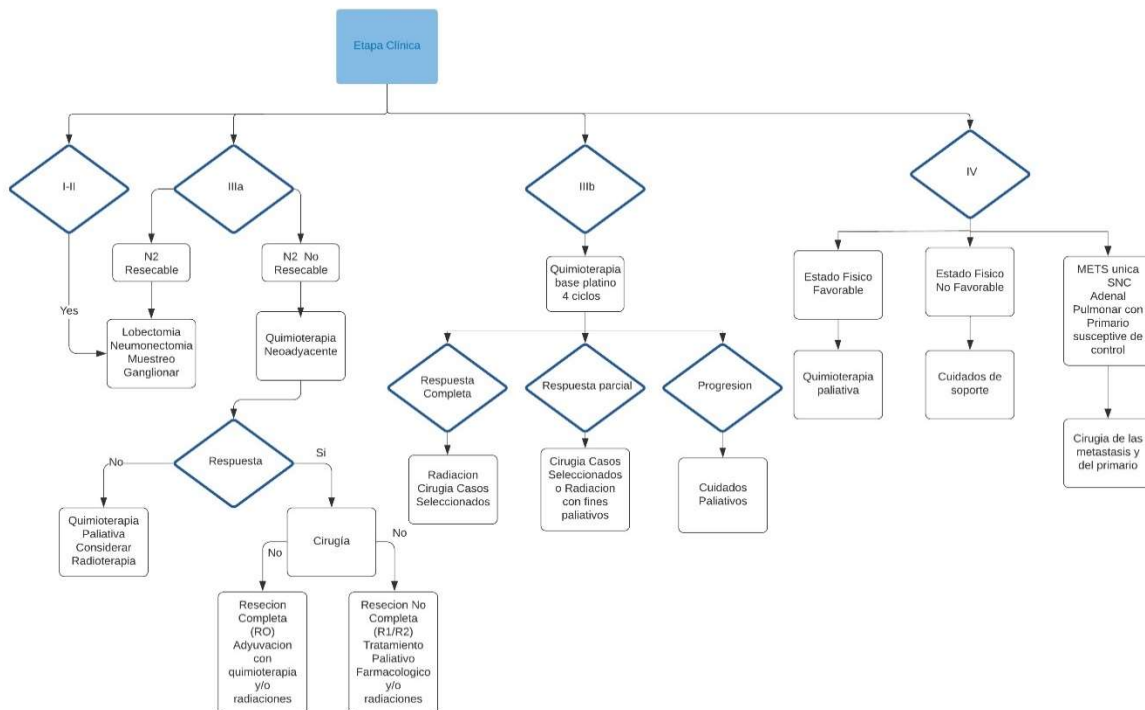 Etapa Clínica
I-II
IIIa
IIIb
IV
Yes
N2
Resecable
N2 No
Resecable
Lobectomia
Neumonectomia
Muestreo
Ganglionar
Quimioterapia
Neoadyacente
Respuesta
No
Si
Quimioterapia
Paliativa
Considerar
Radioterapia
Cirugía
No
No
Resecion
Completa
(RO)
Adyuvacion
con
quimioterapia
y/o
radiaciones
Resecion No
Completa
(R1/R2)
Tratamiento
Paliativo
Farmacologico
y/o
radiaciones
Quimioterapia
base platino
4 ciclos
Respuesta
Completa
Respuesta parcial
Progresion
Radiacion
Cirugia Casos
Seleccionados
Cirugia Casos
Seleccionados
o Radiacion
con fines
paliativos
Cuidados
Paliativos
Estado Fisico
Favorable
Estado Fisico
No Favorable
METS unica
SNC
Adenal
Pulmonar con
Primario
susceptive de
control
Quimioterapia
paliativa
Cuidados de
soporte
Cirugia de las
metastasis y
del primario